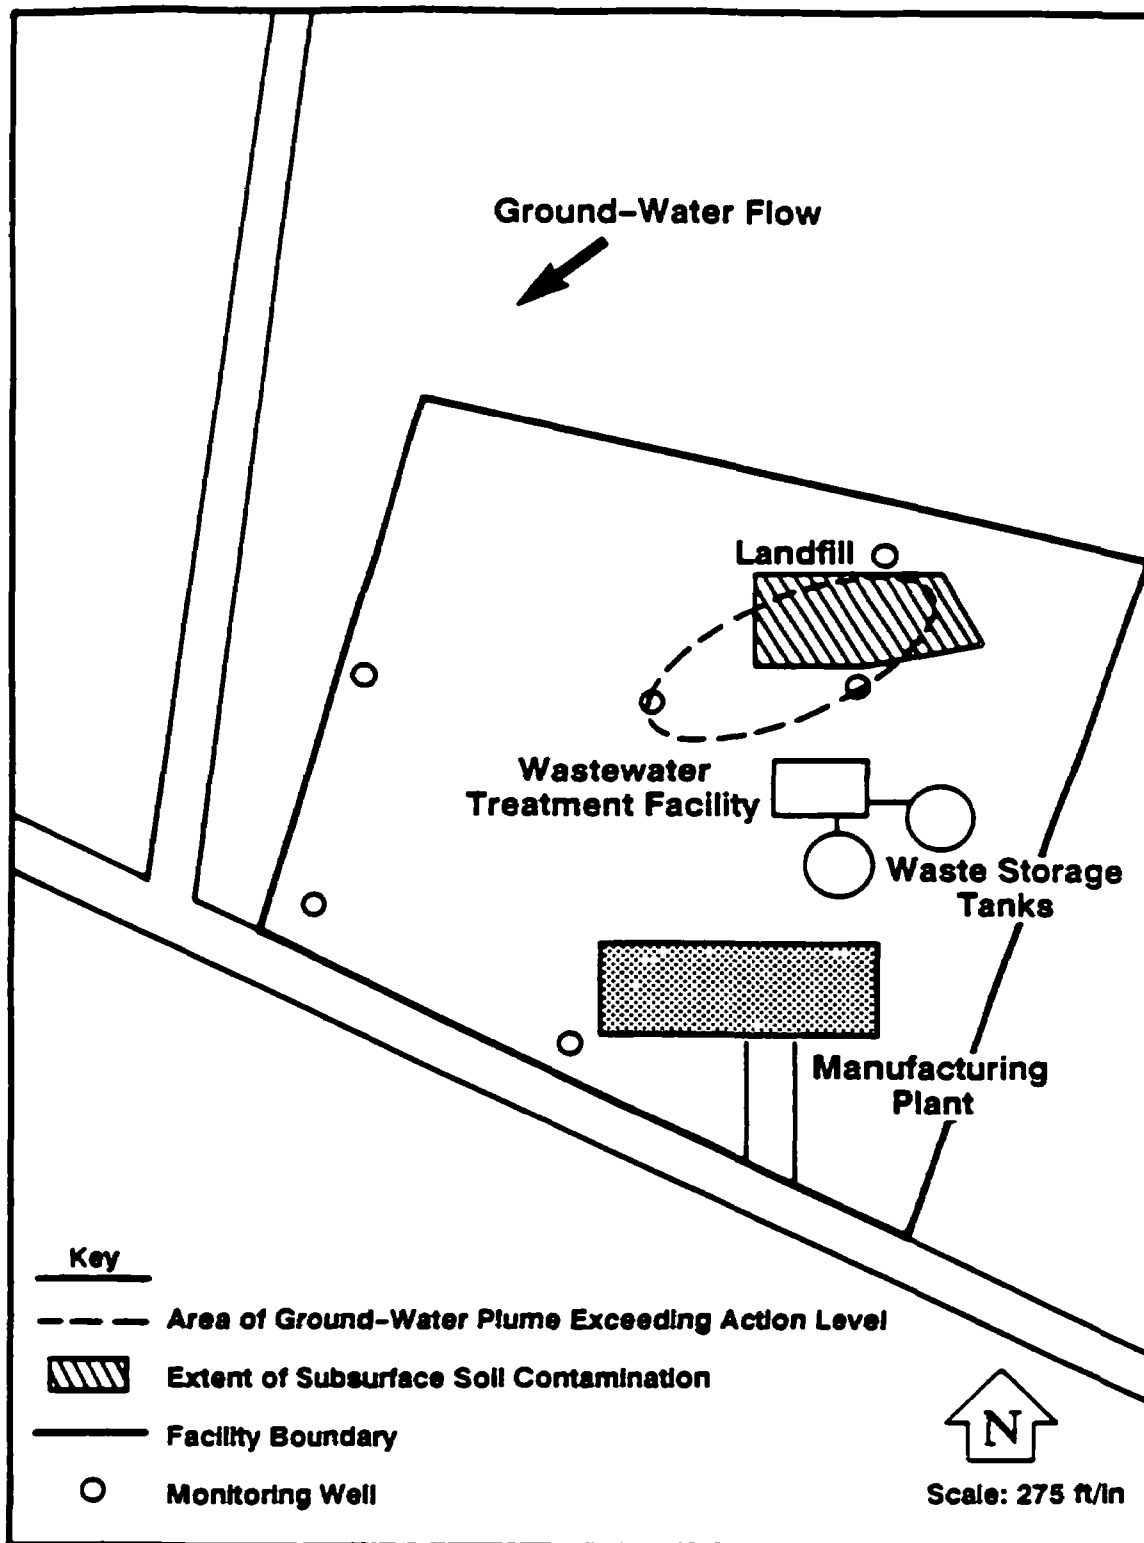 Ground-Water Flow
Landfill
Wastewater
Treatment Facility
Waste Storage
Tanks
Manufacturing
Plant
Key
Area of Ground-Water Plume Exceeding Action Level
Extent of Subsurface Soil Contamination
Facility Boundary
Monitoring Well
N
Scale: 275 ft/in